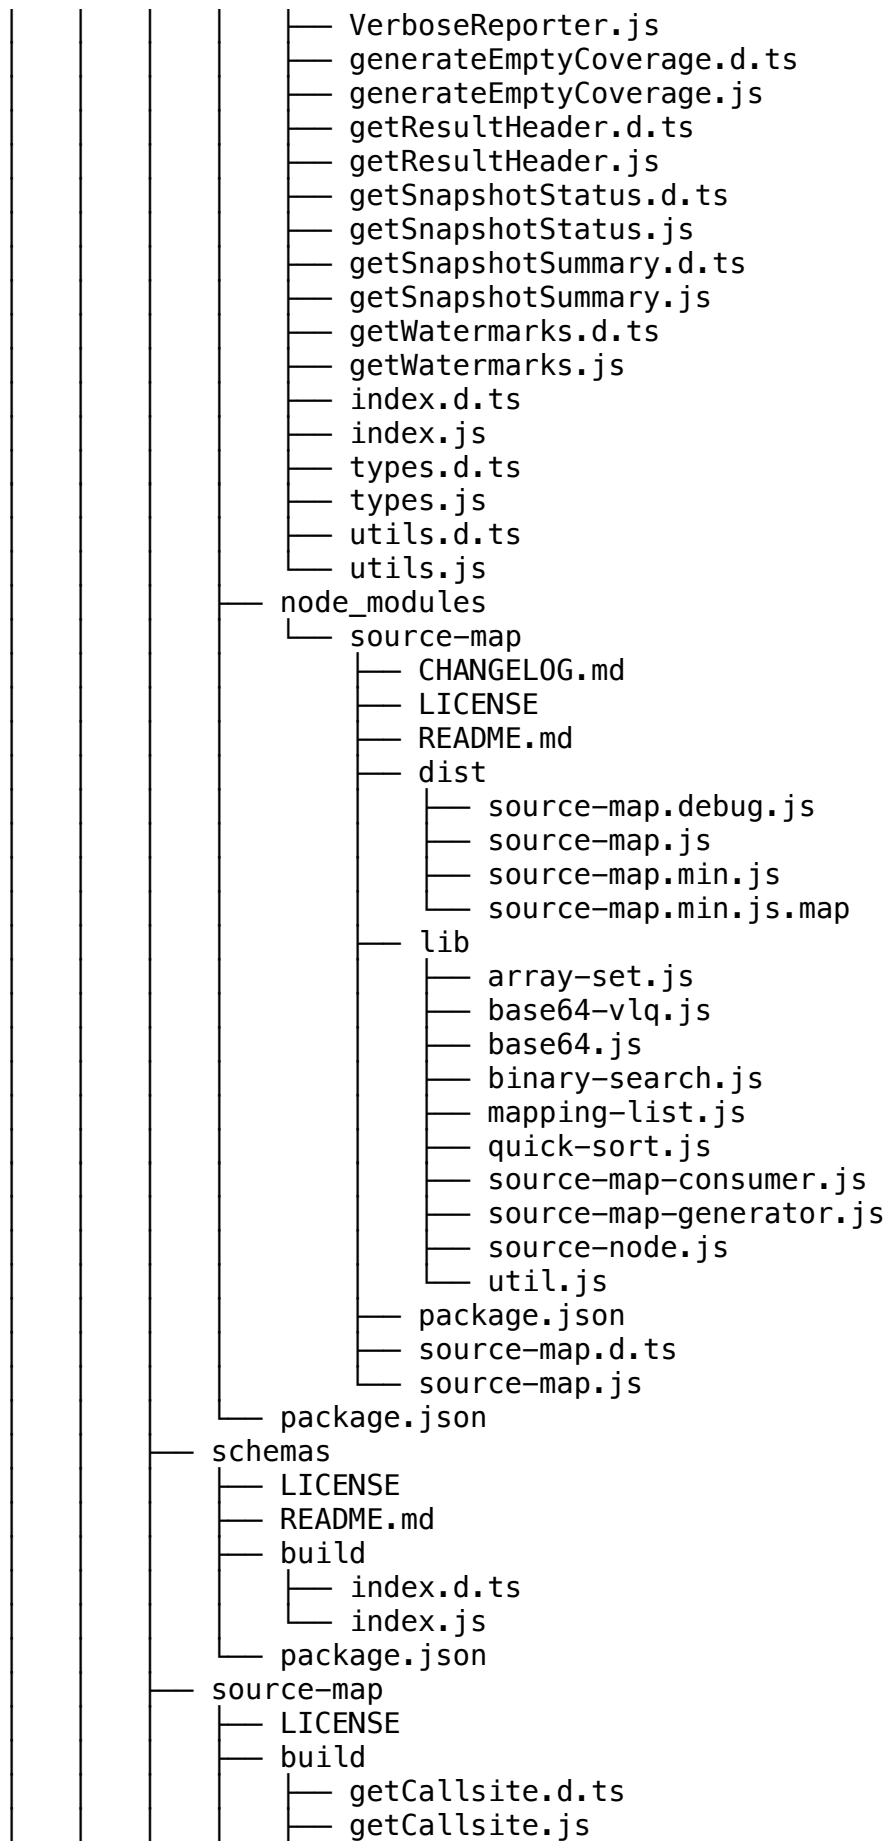 │   │   │   │   ├── VerboseReporter.js
│   │   │   │   ├── generateEmptyCoverage.d.ts
│   │   │   │   ├── generateEmptyCoverage.js
│   │   │   │   ├── getResultHeader.d.ts
│   │   │   │   ├── getResultHeader.js
│   │   │   │   ├── getSnapshotStatus.d.ts
│   │   │   │   ├── getSnapshotStatus.js
│   │   │   │   ├── getSnapshotSummary.d.ts
│   │   │   │   ├── getSnapshotSummary.js
│   │   │   │   ├── getWatermarks.d.ts
│   │   │   │   ├── getWatermarks.js
│   │   │   │   ├── index.d.ts
│   │   │   │   ├── index.js
│   │   │   │   ├── types.d.ts
│   │   │   │   ├── types.js
│   │   │   │   ├── utils.d.ts
│   │   │   │   └── utils.js
│   │   │   ├── node_modules
│   │   │   │   └── source-map
│   │   │   │       ├── CHANGELOG.md
│   │   │   │       ├── LICENSE
│   │   │   │       ├── README.md
│   │   │   │       ├── dist
│   │   │   │       │   ├── source-map.debug.js
│   │   │   │       │   ├── source-map.js
│   │   │   │       │   ├── source-map.min.js
│   │   │   │       │   └── source-map.min.js.map
│   │   │   │       ├── lib
│   │   │   │       │   ├── array-set.js
│   │   │   │       │   ├── base64-vlq.js
│   │   │   │       │   ├── base64.js
│   │   │   │       │   ├── binary-search.js
│   │   │   │       │   ├── mapping-list.js
│   │   │   │       │   ├── quick-sort.js
│   │   │   │       │   ├── source-map-consumer.js
│   │   │   │       │   ├── source-map-generator.js
│   │   │   │       │   ├── source-node.js
│   │   │   │       │   └── util.js
│   │   │   │       ├── package.json
│   │   │   │       ├── source-map.d.ts
│   │   │   │       └── source-map.js
│   │   │   └── package.json
│   │   ├── schemas
│   │   │   ├── LICENSE
│   │   │   ├── README.md
│   │   │   ├── build
│   │   │   │   ├── index.d.ts
│   │   │   │   └── index.js
│   │   │   └── package.json
│   │   ├── source-map
│   │   │   ├── LICENSE
│   │   │   ├── build
│   │   │   │   ├── getCallsite.d.ts
│   │   │   │   ├── getCallsite.js